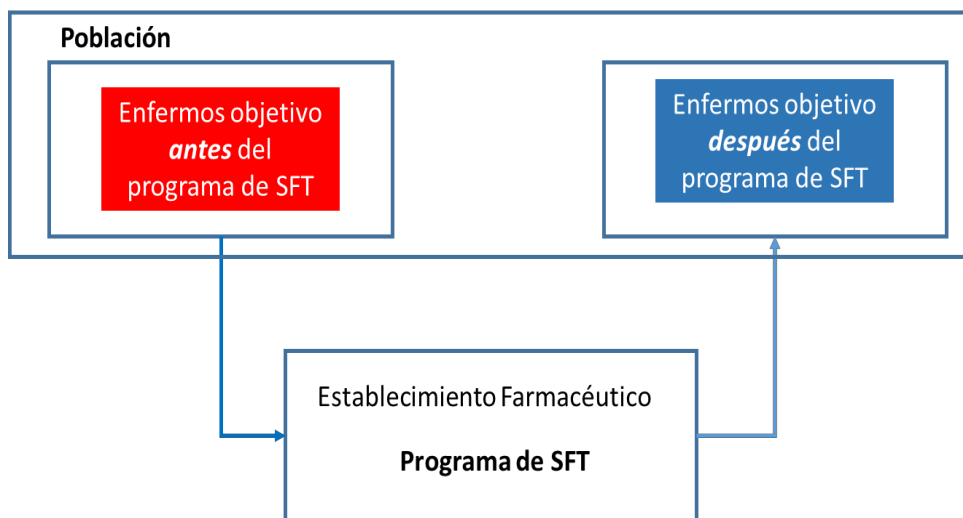 Población
Enfermos objetivo
antes del
programa de SFT
Enfermos objetivo
después del
programa de SFT
Establecimiento Farmacéutico
Programa de SFT